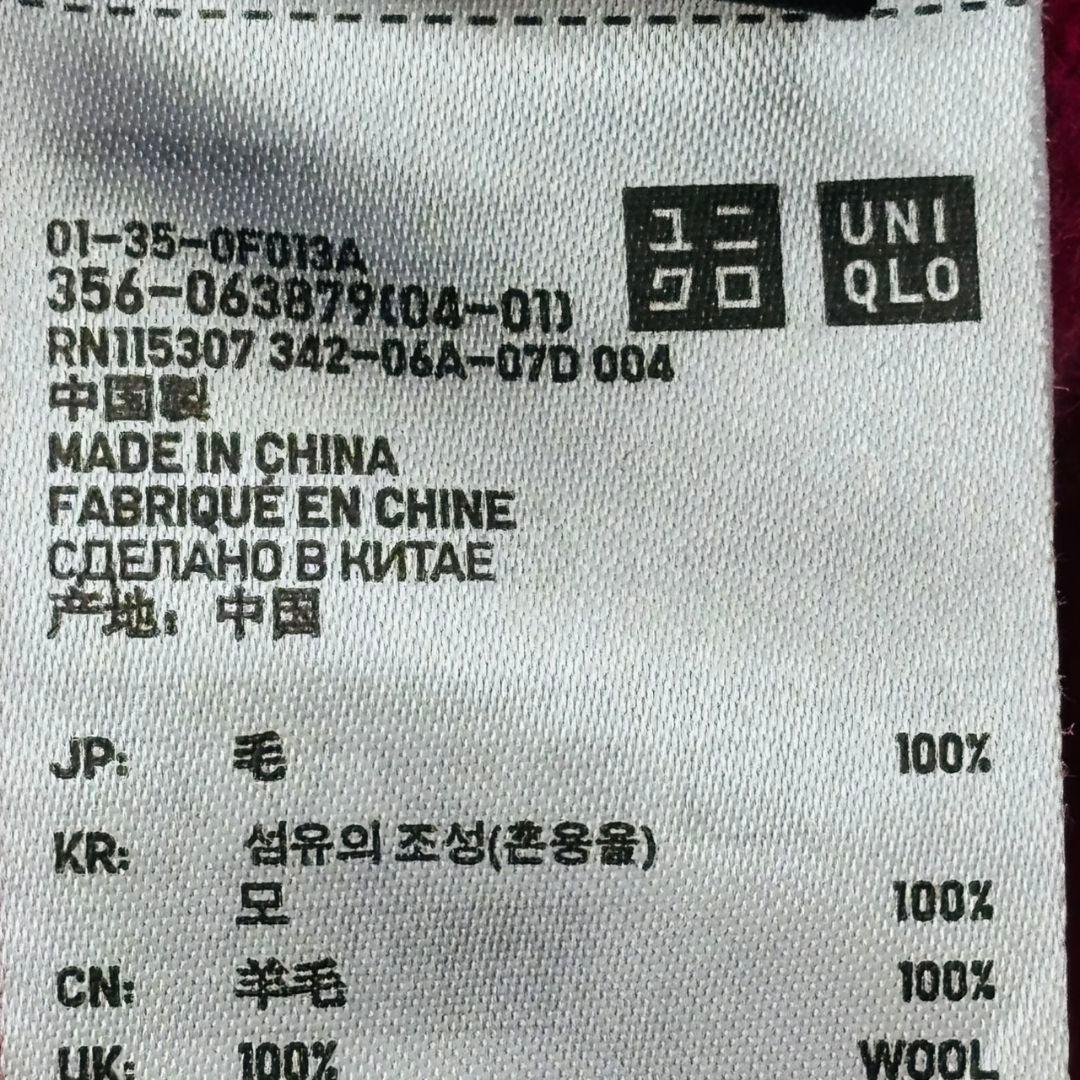 ユニ
クロ
UNI
QLO
01-35-0F013A
356-063879(04-01)
RN115307 342-06A-07D 004
中国製
MADE IN CHINA
FABRIQUÉ EN CHINE
СДЕЛАНО В КИТАЕ
产地: 中国
JP: 毛 100%
KR: 섬유의 조성(혼용율)
모 100%
CN: 羊毛 100%
UK: 100% WOOL